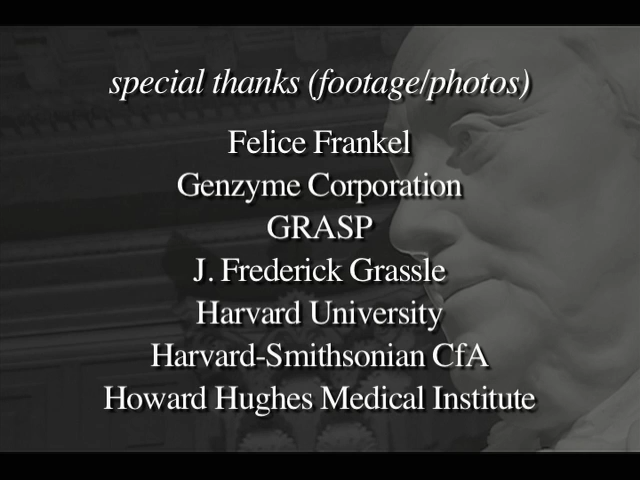 special thanks (footage/photos)
Felice Frankel
Genzyme Corporation
GRASP
J. Frederick Grassle
Harvard University
Harvard-Smithsonian CfA
Howard Hughes Medical Institute